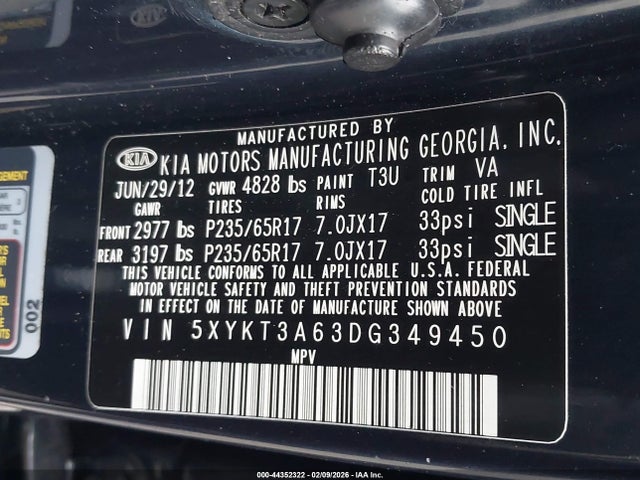 MANUFACTURED BY
KIA KIA MOTORS MANUFACTURING GEORGIA, INC.
JUN/29/12 GVWR 4828 lbs PAINT T3U TRIM VA
GAWR TIRES RIMS COLD TIRE INFL
FRONT 2977 lbs P235/65R17 7.0JX17 33psi SINGLE
REAR 3197 lbs P235/65R17 7.0JX17 33psi SINGLE
THIS VEHICLE CONFORMS TO ALL APPLICABLE U.S.A. FEDERAL
MOTOR VEHICLE SAFETY AND THEFT PREVENTION STANDARDS
IN EFFECT ON THE DATE OF MANUFACTURE SHOWN ABOVE
VIN 5XYKT3A63DG349450
MPV
002
000-44352322 - 02/09/2026 - IAA Inc.